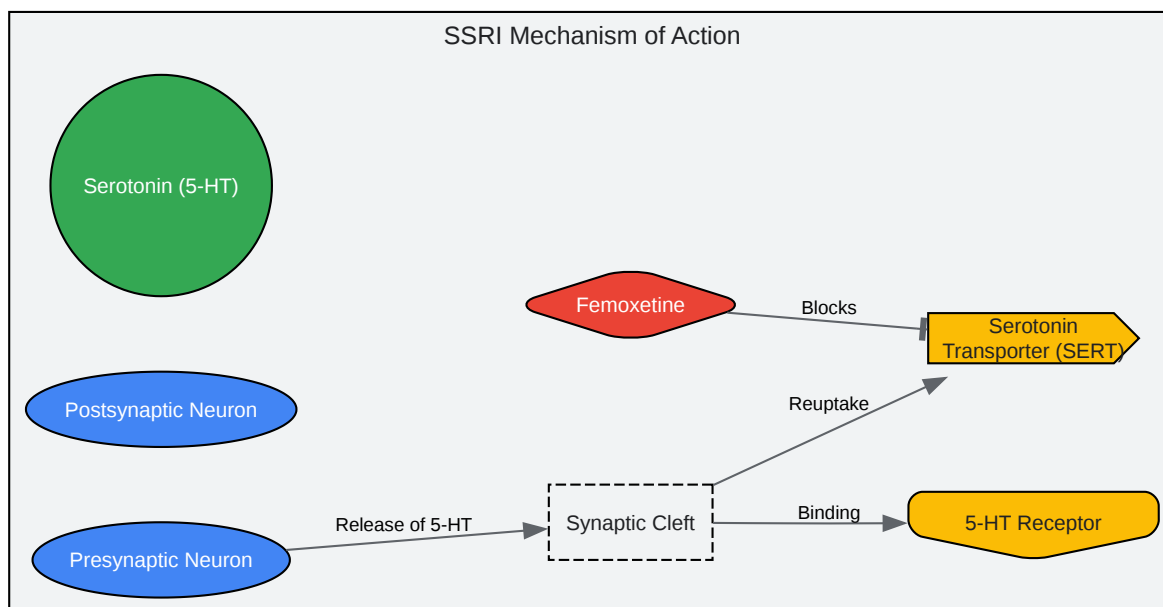 SSRI Mechanism of Action
Serotonin (5-HT)
Femoxetine
Blocks
Serotonin
Transporter (SERT)
Postsynaptic Neuron
Reuptake
Presynaptic Neuron
Release of 5-HT
Synaptic Cleft
Binding
5-HT Receptor